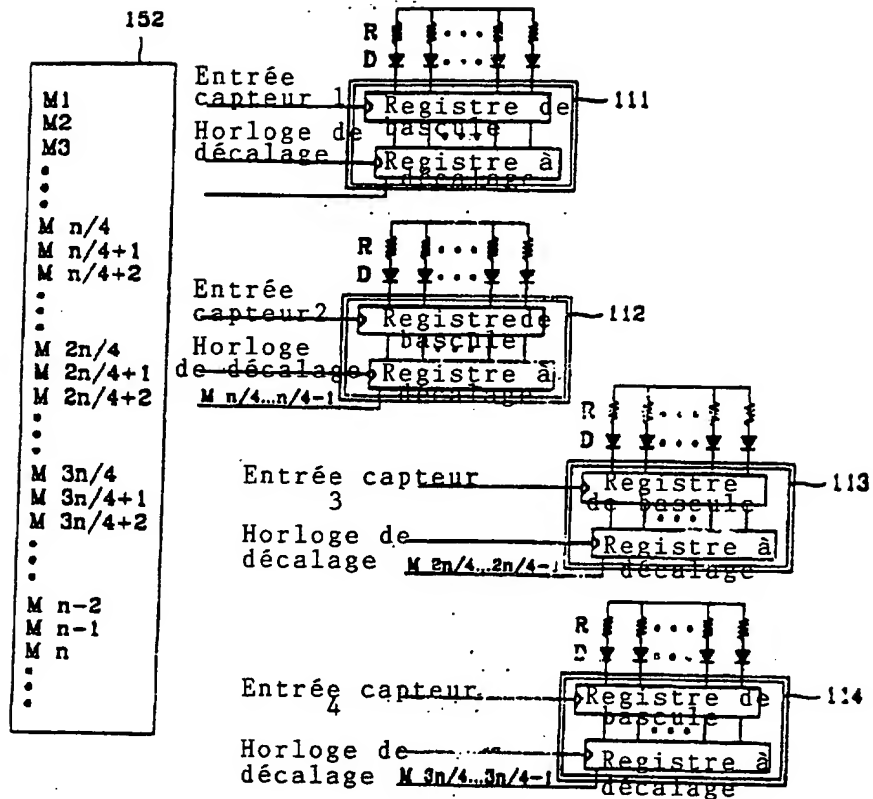 152
M1
M2
M3
M n/4
M n/4+1
M n/4+2
M 2n/4
M 2n/4+1
M 2n/4+2
M 3n/4
M 3n/4+1
M 3n/4+2
M n-2
M n-1
M n
R
D
Entrée
capteur 1
Horloge de
décalage
Registre de
bascule
Registre à
décalage
111
R
D
Entrée
capteur2
Horloge
de décalage
M n/4...n/4-1
Registre de
bascule
Registre à
décalage
112
R
D
Entrée capteur
3
Horloge de
décalage
M 2n/4...2n/4-1
Registre
de bascule
Registre à
décalage
113
R
D
Entrée capteur
4
Horloge de
décalage
M 3n/4...3n/4-1
Registre de
bascule
Registre à
décalage
114